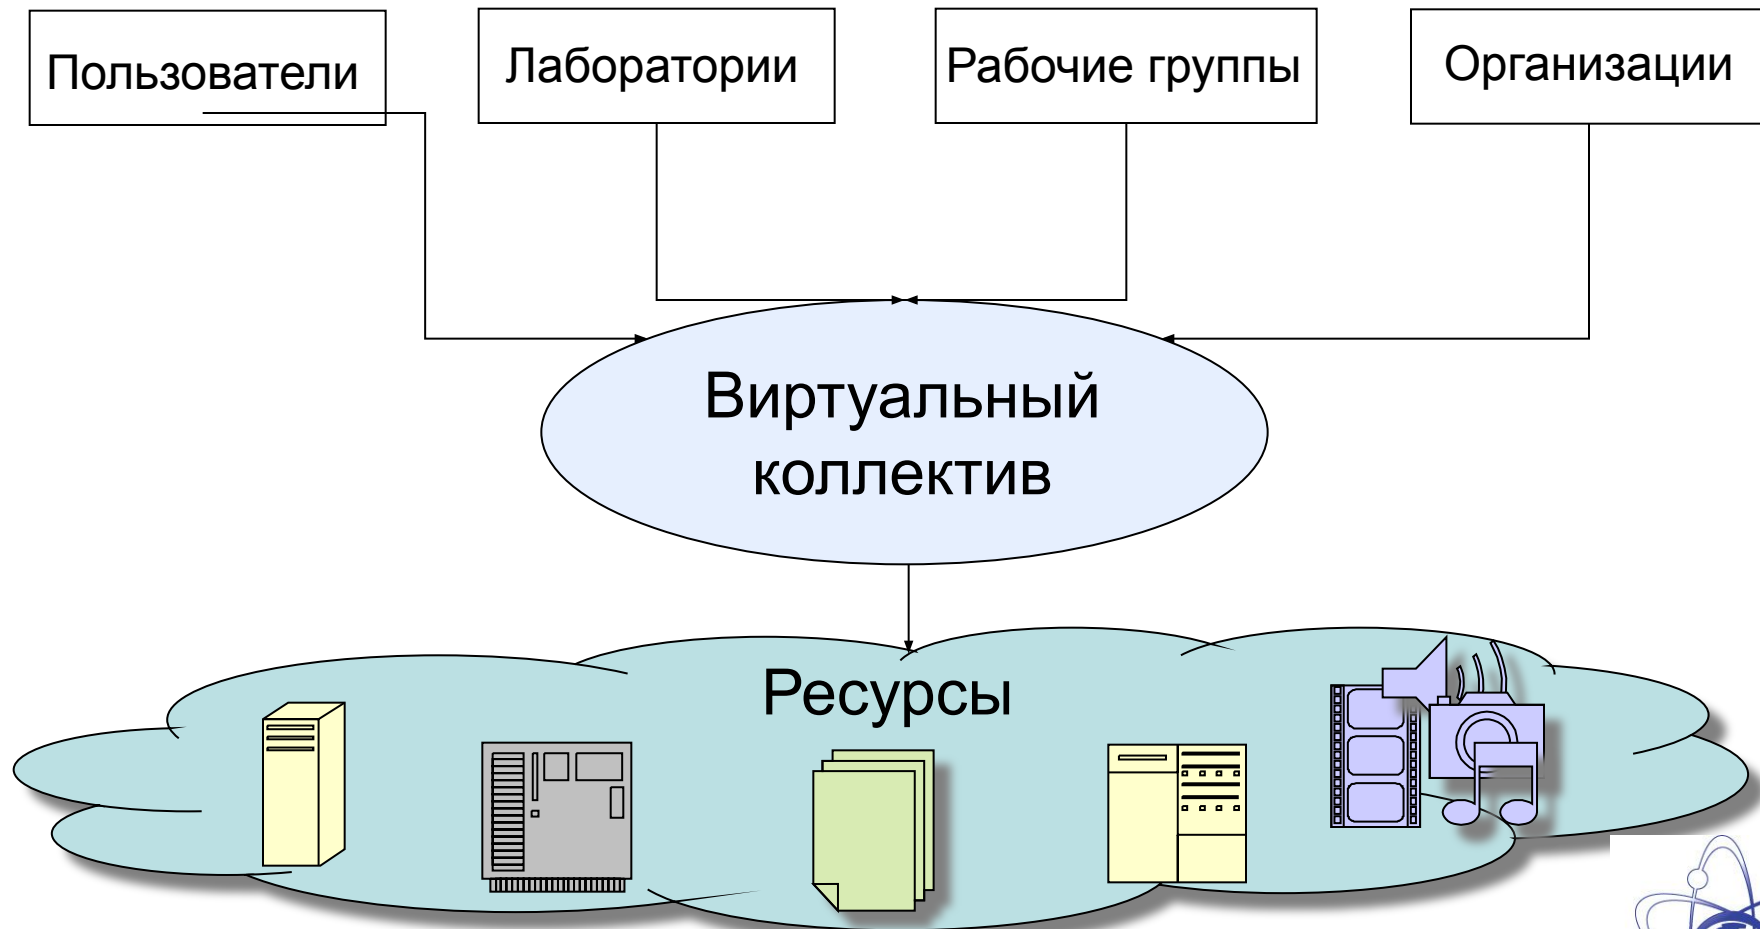 Пользователи
Лаборатории
Рабочие группы
Организации
Виртуальный
коллектив
Ресурсы